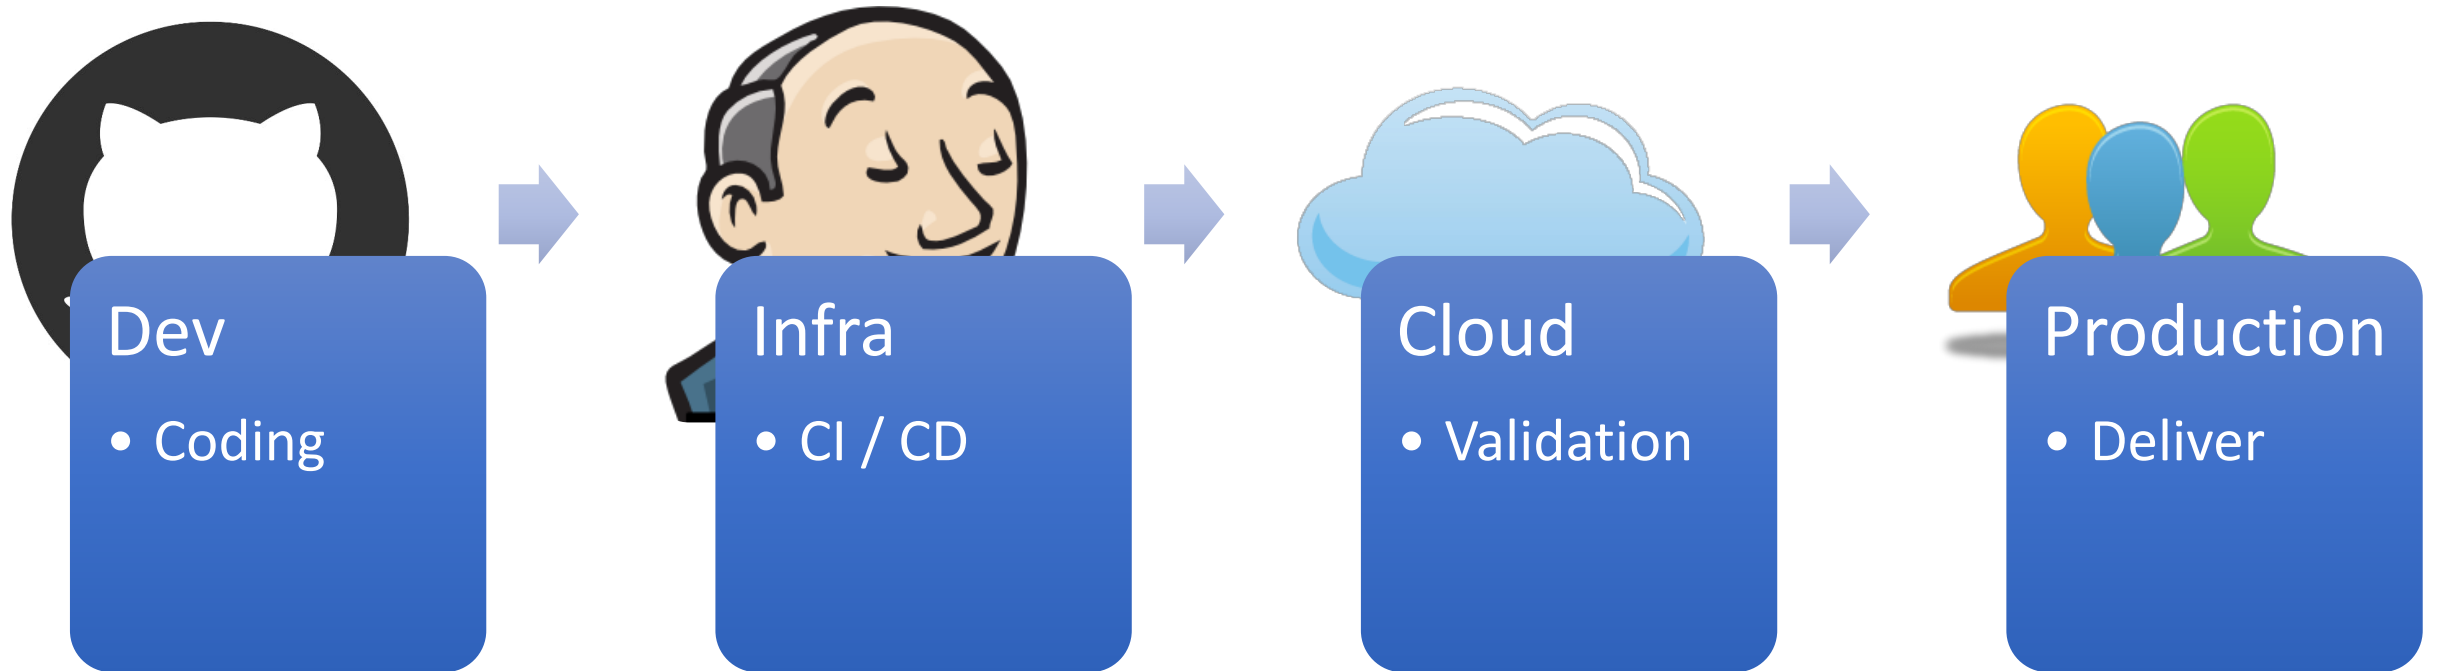 Dev
• Coding
Infra
• CI / CD
Cloud
• Validation
Production
• Deliver